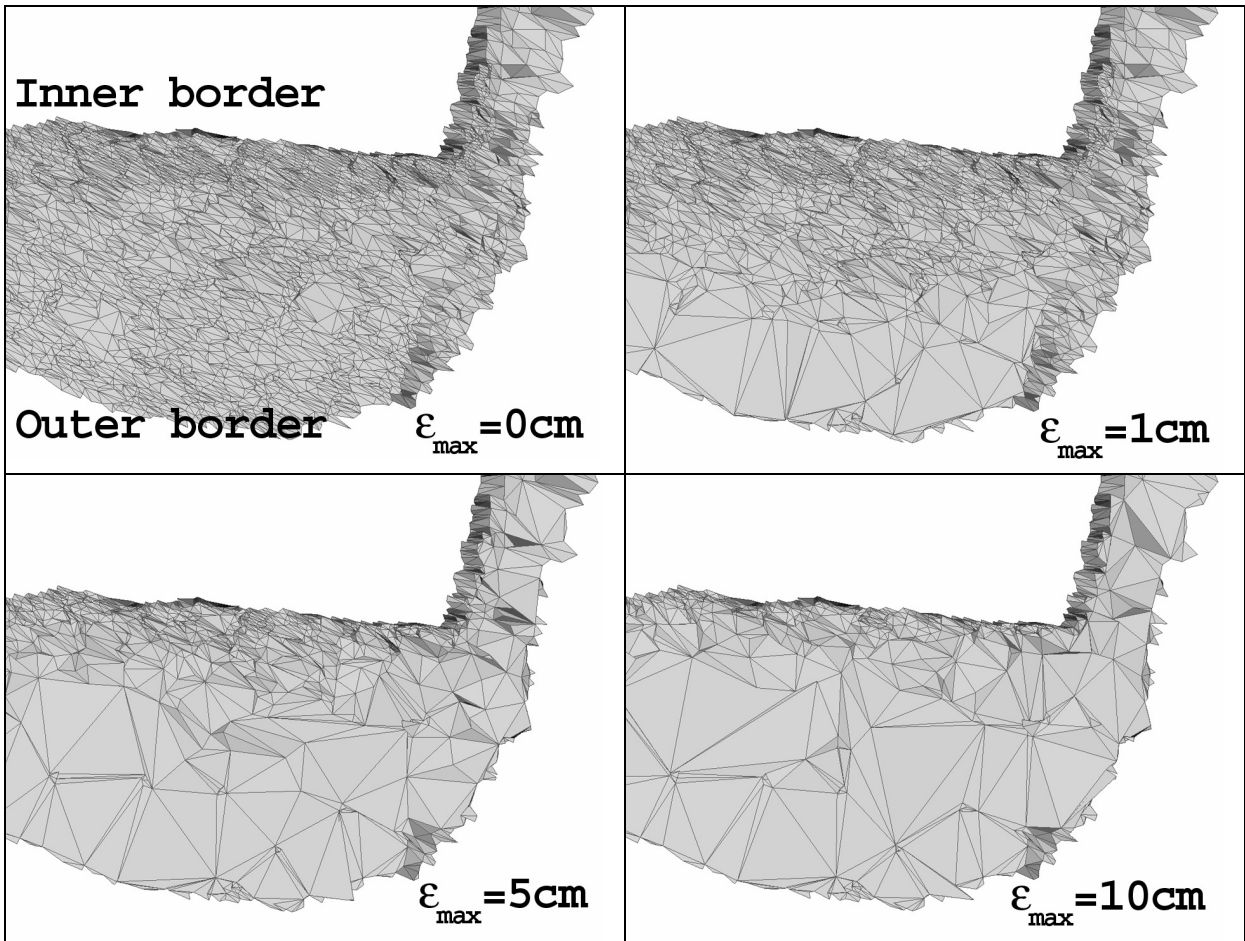 Inner border
Outer border
εmax=0cm
εmax=1cm
εmax=5cm
εmax=10cm